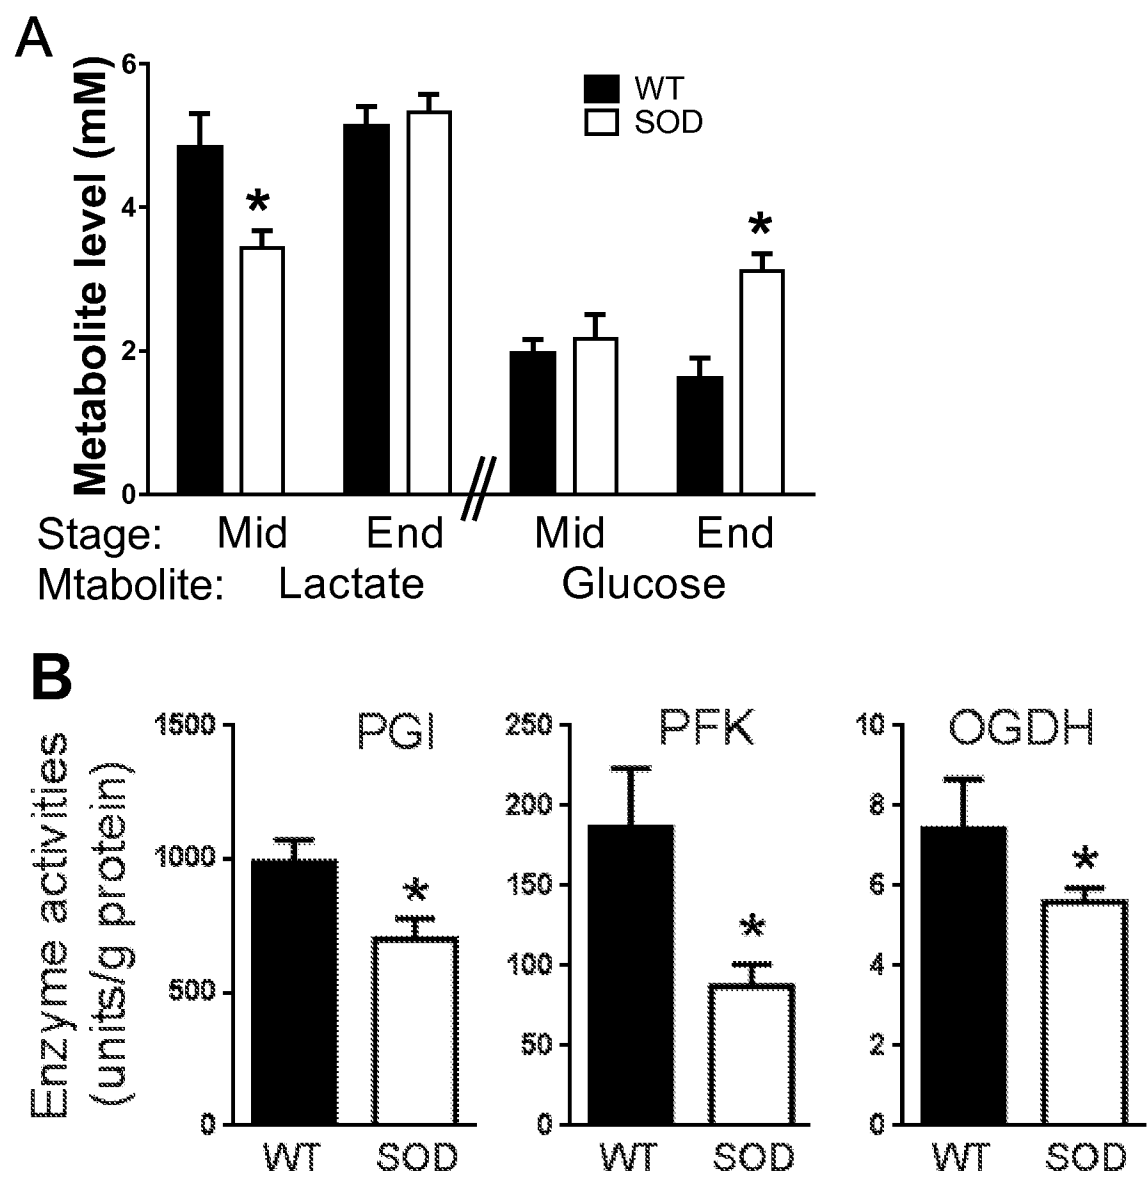 A
Metabolite level (mM)
6
4
2
0
WT
SOD
*
*
Stage: Mid End Mid End
Mtabolite: Lactate Glucose
B
Enzyme activities
(units/g protein)
1500
1000
500
0
PGI
*
WT SOD
250
200
150
100
50
0
PFK
*
WT SOD
10
8
6
4
2
0
OGDH
*
WT SOD